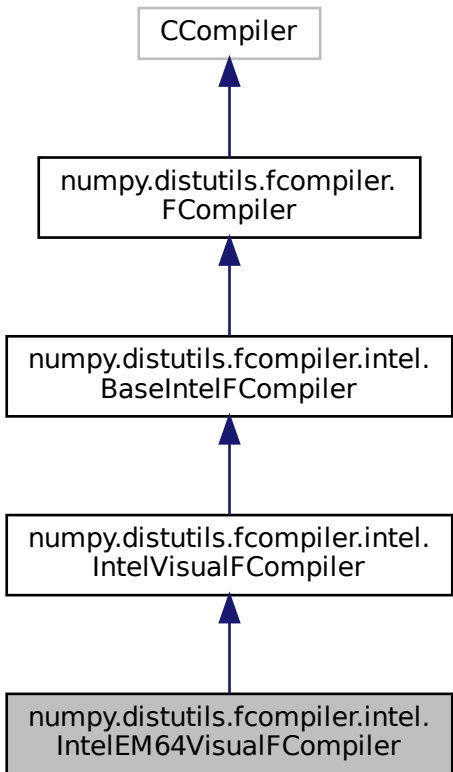 CCompiler
numpy.distutils.fcompiler.
FCompiler
numpy.distutils.fcompiler.intel.
BaseIntelFCompiler
numpy.distutils.fcompiler.intel.
IntelVisualFCompiler
numpy.distutils.fcompiler.intel.
IntelEM64VisualFCompiler